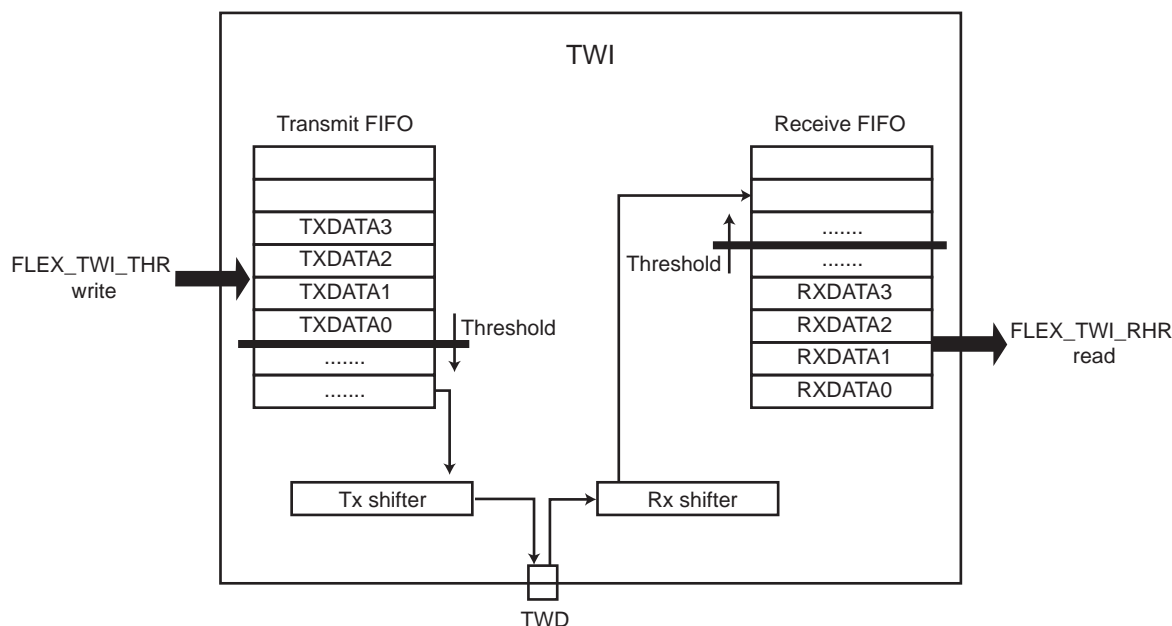 TWI
Transmit FIFO
Receive FIFO
TXDATA3
TXDATA2
TXDATA1
TXDATA0
.......
.......
FLEX_TWI_THR
write
Threshold
.......
.......
RXDATA3
RXDATA2
RXDATA1
RXDATA0
Threshold
FLEX_TWI_RHR
read
Tx shifter
Rx shifter
TWD